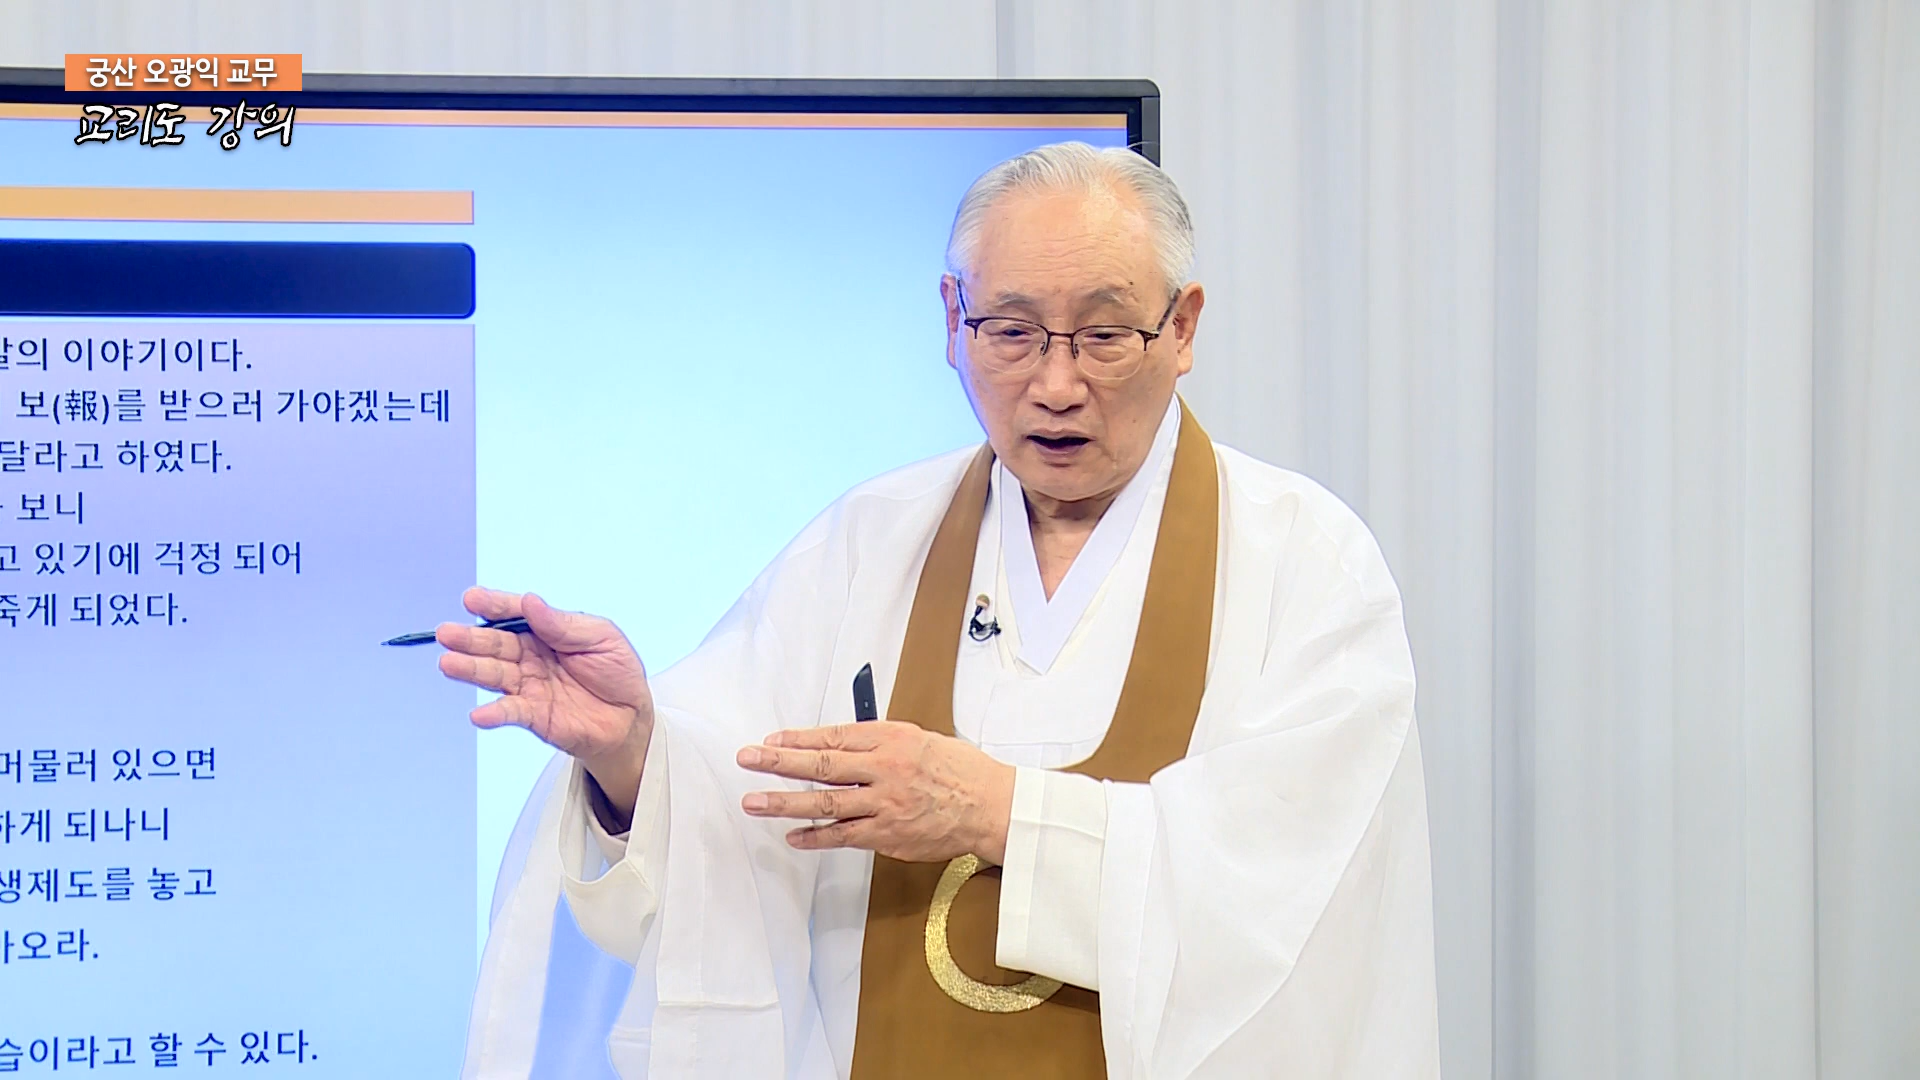 궁산 오광익 교무
교리도 강의
이야기이다.
보(報)를 받으러 가야겠는데
달라고 하였다.
보니
있기에 걱정 되어
죽게 되었다.
머물러 있으면
하게 되나니
생제도를 놓고
아오라.
습이라고 할 수 있다.